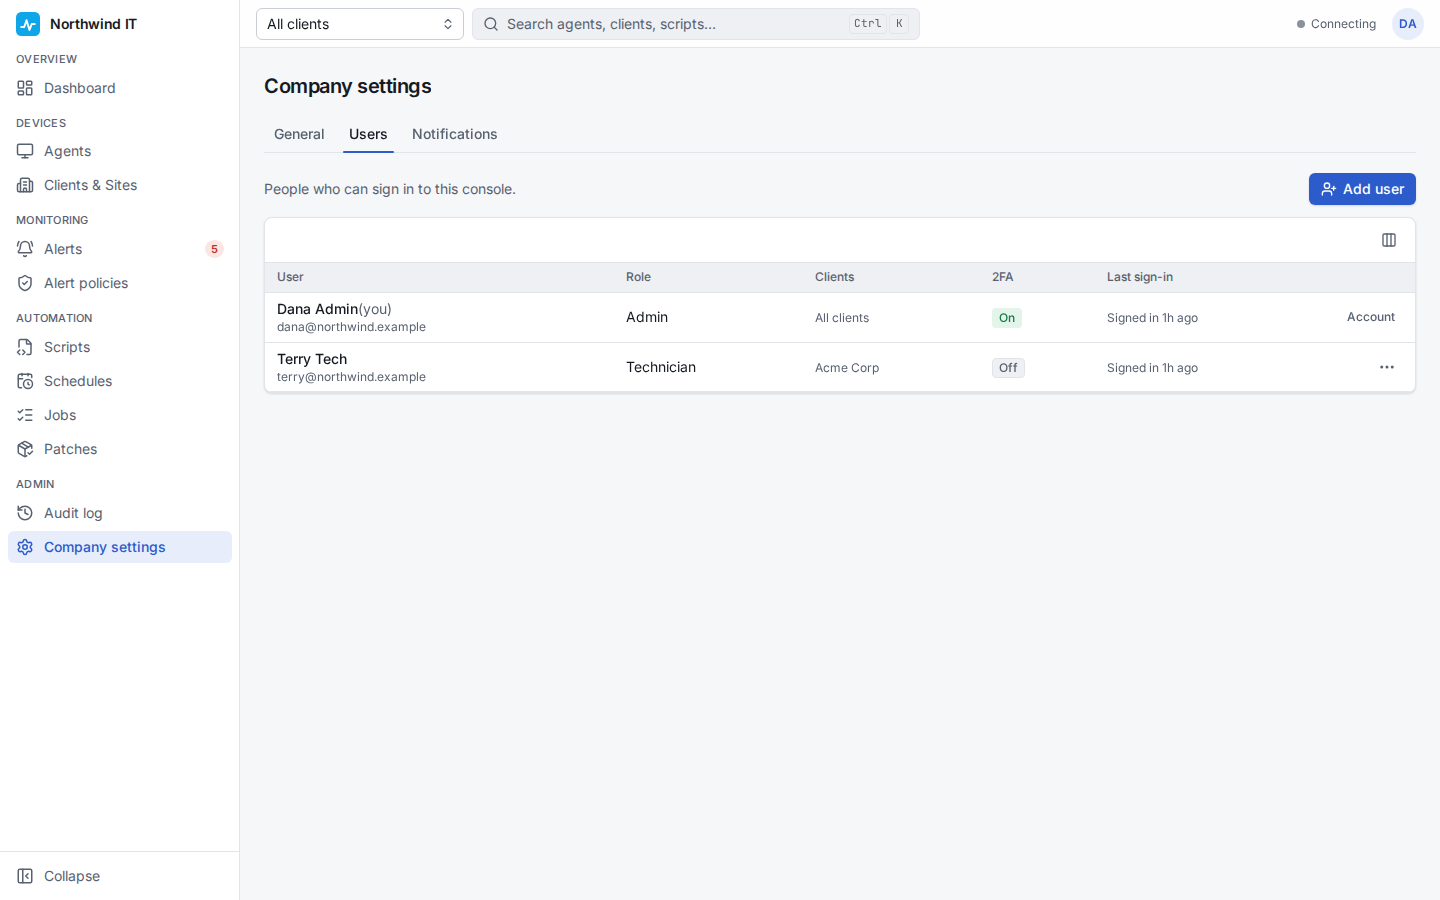 Northwind IT
All clients
Search agents, clients, scripts...
Ctrl K
Connecting
DA
OVERVIEW
Dashboard
DEVICES
Agents
Clients & Sites
MONITORING
Alerts
5
Alert policies
AUTOMATION
Scripts
Schedules
Jobs
Patches
ADMIN
Audit log
Company settings
Collapse
Company settings
General Users Notifications
People who can sign in to this console.
Add user
User Role Clients 2FA Last sign-in
Dana Admin(you)
dana@northwind.example
Admin
All clients
On
Signed in 1h ago
Account
Terry Tech
terry@northwind.example
Technician
Acme Corp
Off
Signed in 1h ago